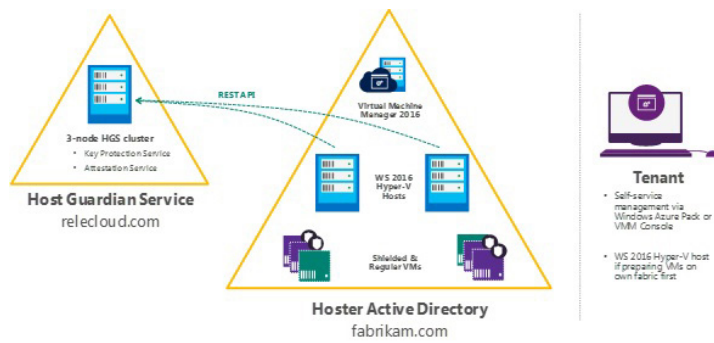 REST API
3-node HGS cluster
• Key Protection Service
• Attestation Service
Host Guardian Service
relecloud.com
Virtual Machine
Manager 2016
WS 2016
Hyper-V
Hosts
Shielded &
Regular VMs
Hoster Active Directory
fabrikam.com
Tenant
• Self-service
management via
Windows Azure Pack or
VMM Console
• WS 2016 Hyper-V host
if preparing VMs on
own fabric first